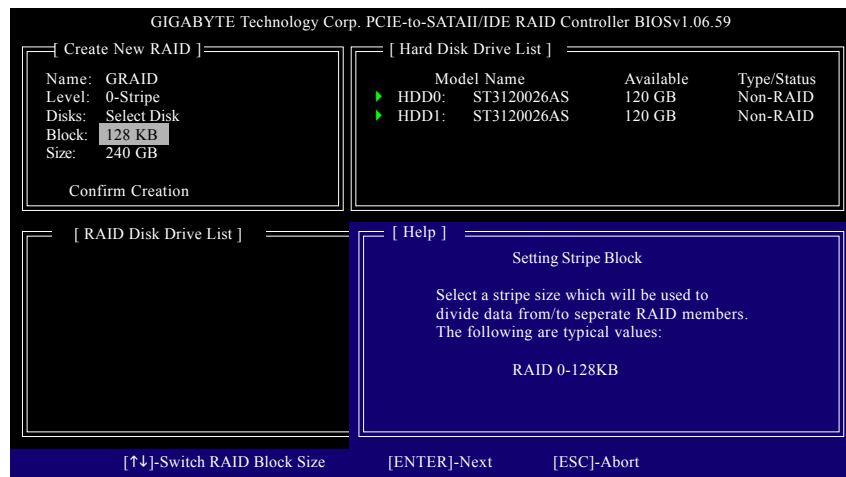 GIGABYTE Technology Corp. PCIE-to-SATAII/IDE RAID Controller BIOSv1.06.59
[ Create New RAID ]
Name: GRAID
Level: 0-Stripe
Disks: Select Disk
Block: 128 KB
Size: 240 GB
Confirm Creation
[ Hard Disk Drive List ]
Model Name Available Type/Status
HDD0: ST3120026AS 120 GB Non-RAID
HDD1: ST3120026AS 120 GB Non-RAID
[ RAID Disk Drive List ]
[ Help ]
Setting Stripe Block
Select a stripe size which will be used to
divide data from/to seperate RAID members.
The following are typical values:
RAID 0-128KB
[↑↓]-Switch RAID Block Size [ENTER]-Next [ESC]-Abort